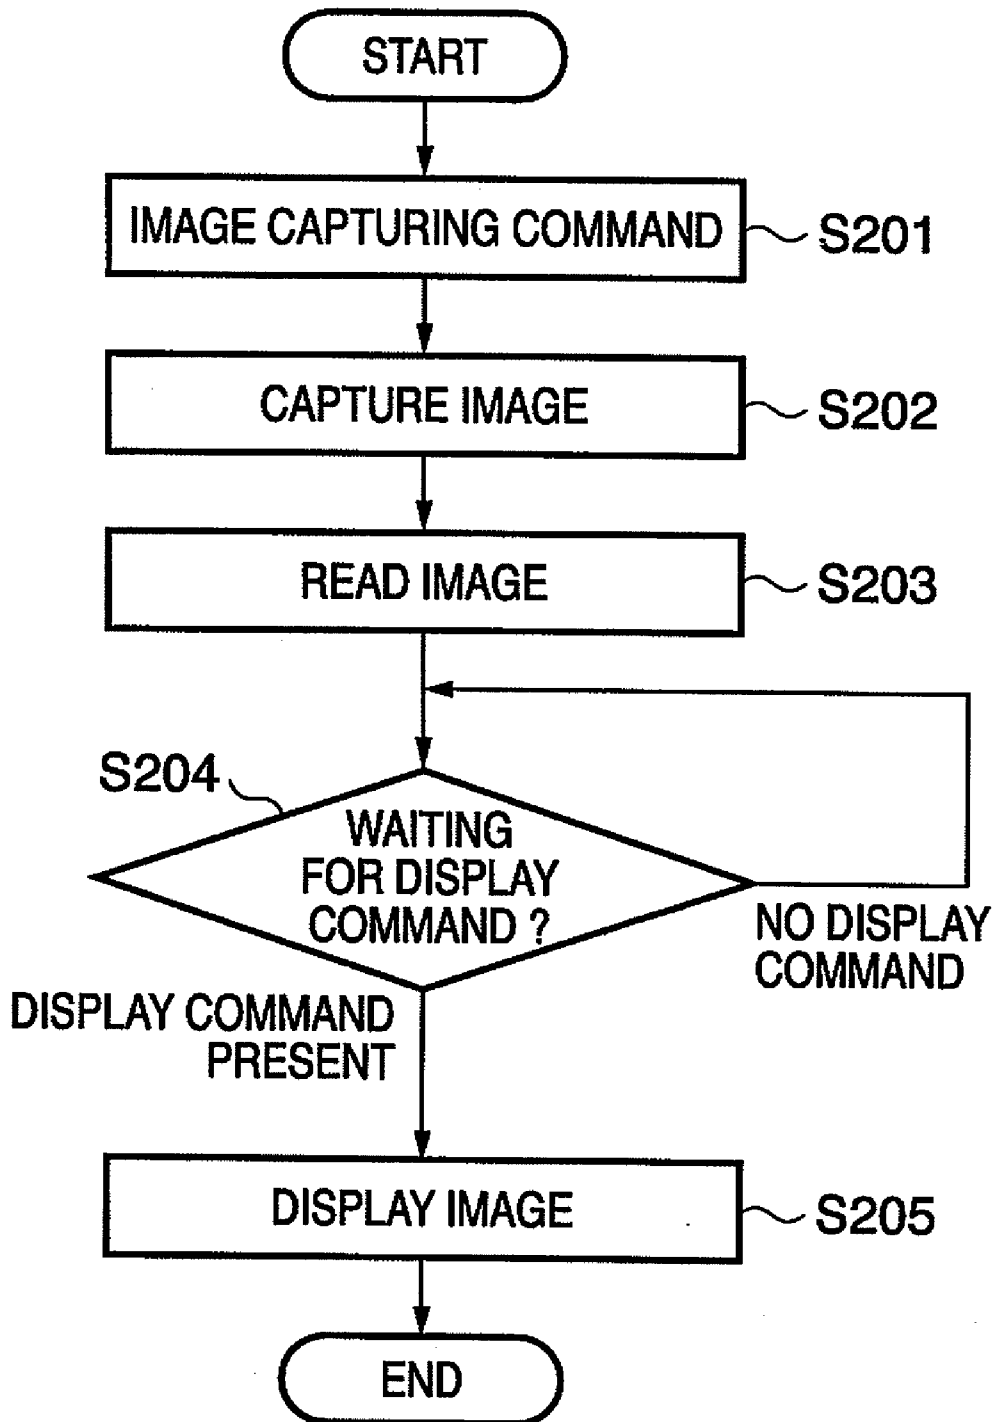 START
IMAGE CAPTURING COMMAND
S201
CAPTURE IMAGE
S202
READ IMAGE
S203
S204
WAITING
FOR DISPLAY
COMMAND ?
NO DISPLAY
COMMAND
DISPLAY COMMAND
PRESENT
DISPLAY IMAGE
S205
END